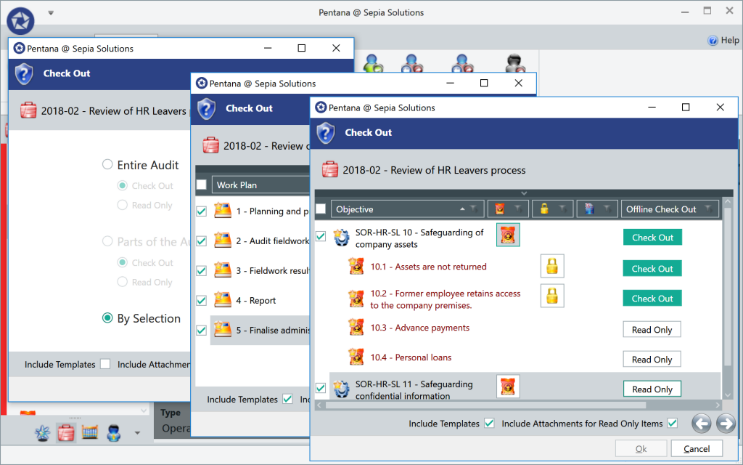 Pentana @ Sepia Solutions
Help
Pentana @ Sepia Solutions
Check Out
2018-02 - Review of HR Leavers
Entire Audit
Check Out
Read Only
Parts of the Au
Check Out
Read Only
By Selection
Include Templates
Include Attachmen
Type
Opera
Pentana @ Sepia Solutions
Check Out
2018-02 - Review
Work Plan
1 - Planning and p
2 - Audit fieldwork
3 - Fieldwork result
4 - Report
5 - Finalise adminis
Include Templates
Pentana @ Sepia Solutions
Check Out
2018-02 - Review of HR Leavers process
Objective
Offline Check Out
SOR-HR-SL 10 - Safeguarding of
company assets
Check Out
10.1 - Assets are not returned
Check Out
10.2 - Former employee retains access
to the company premises.
Check Out
10.3 - Advance payments
Read Only
10.4 - Personal loans
Read Only
SOR-HR-SL 11 - Safeguarding
confidential information
Read Only
Include Templates
Include Attachments for Read Only Items
Ok
Cancel